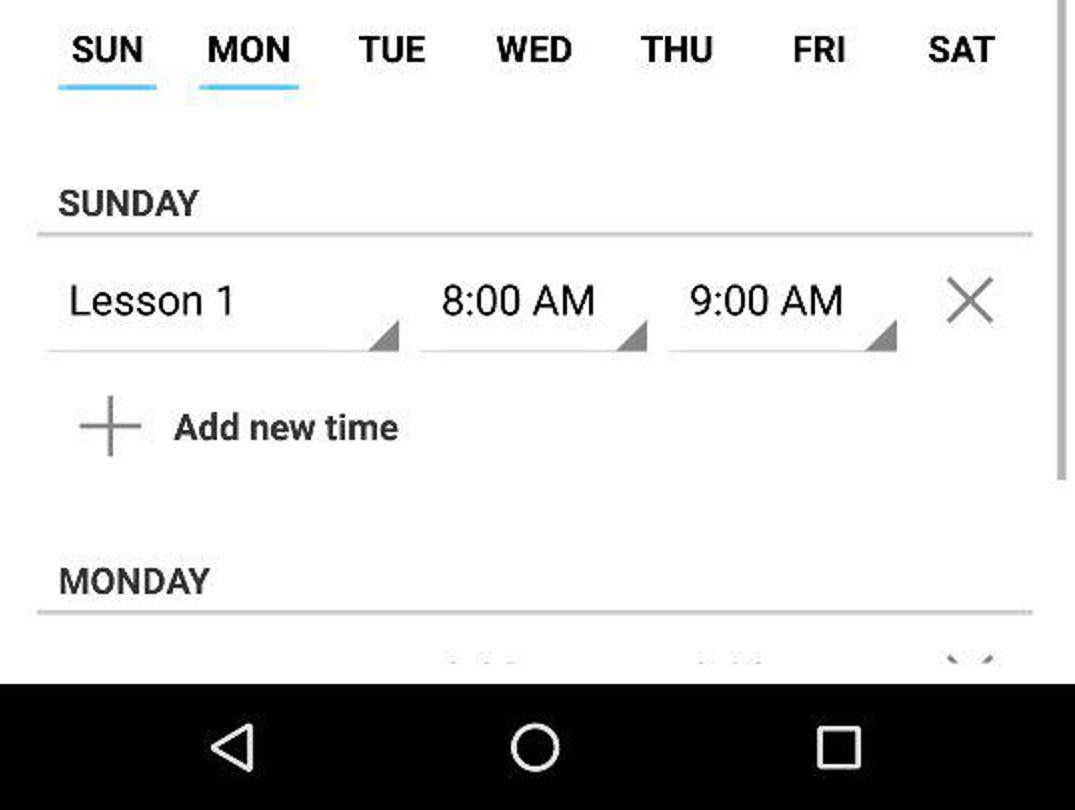 SUN MON TUE WED THU FRI SAT
SUNDAY
Lesson 1 8:00 AM 9:00 AM
Add new time
MONDAY